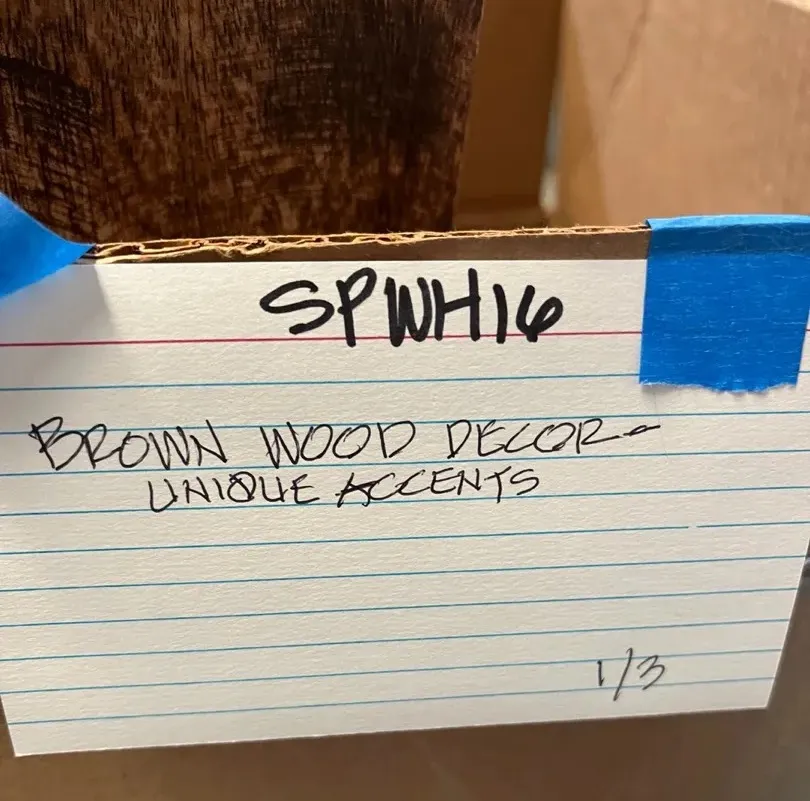 SPWH16
BROWN WOOD DECOR-
UNIQUE ACCENTS
1/3